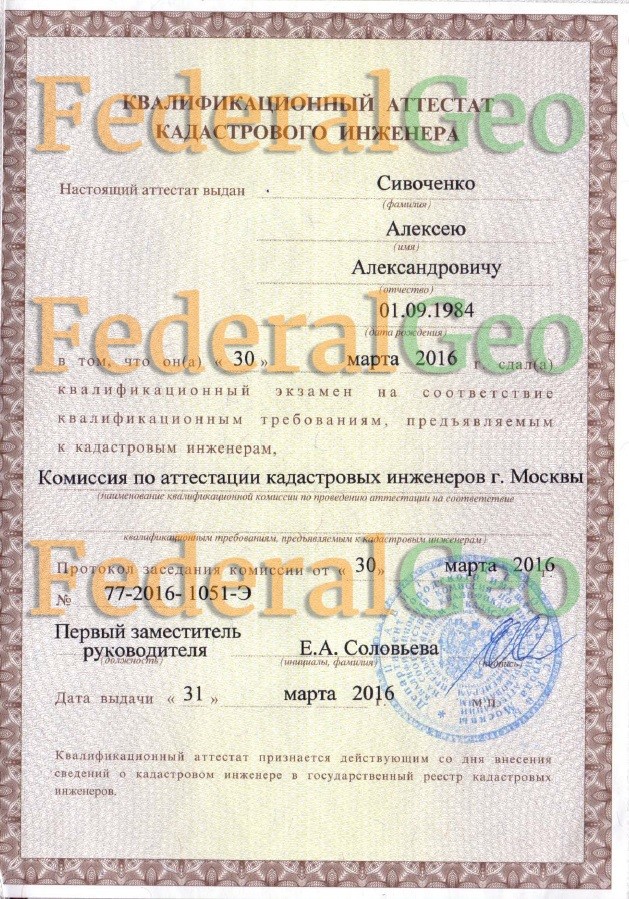 КВАЛИФИКАЦИОННЫЙ АТТЕСТАТ
КАДАСТРОВОГО ИНЖЕНЕРА
FederalGeo
Настоящий аттестат выдан Сивоченко
(фамилия)
Алексею
(имя)
Александровичу
(отчество)
01.09.1984
FederalGeo
(дата рождения)
в том, что он(а) « 30 » марта 2016 г. сдал(а)
квалификационный экзамен на соответствие
квалификационным требованиям, предъявляемым
к кадастровым инженерам,
Комиссия по аттестации кадастровых инженеров г. Москвы
(наименование квалификационной комиссии по проведению аттестации на соответствие
квалификационным требованиям, предъявляемым к кадастровым инженерам)
FederalGeo
Протокол заседания комиссии от « 30» марта 2016
№ 77-2016- 1051-Э
Первый заместитель
руководителя Е.А. Соловьева
(должность) (инициалы, фамилия) (подпись)
Дата выдачи « 31 » марта 2016 г. М.П.
Квалификационный аттестат признается действующим со дня внесения
сведений о кадастровом инженере в государственный реестр кадастровых
инженеров.